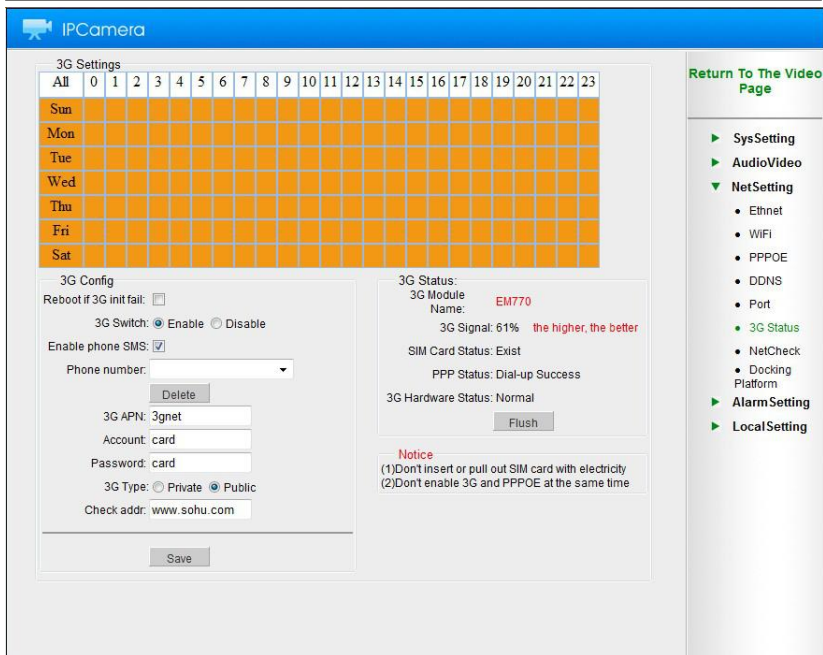 IPCamera
3G Settings
All 0 1 2 3 4 5 6 7 8 9 10 11 12 13 14 15 16 17 18 19 20 21 22 23
Sun
Mon
Tue
Wed
Thu
Fri
Sat
3G Config
Reboot if 3G init fail:
3G Switch: Enable Disable
Enable phone SMS:
Phone number:
Delete
3G APN: 3gnet
Account: card
Password: card
3G Type: Private Public
Check addr: www.sohu.com
Save
3G Status:
3G Module
Name: EM770
3G Signal: 61% the higher, the better
SIM Card Status: Exist
PPP Status: Dial-up Success
3G Hardware Status: Normal
Flush
Notice
(1)Don't insert or pull out SIM card with electricity
(2)Don't enable 3G and PPPOE at the same time
Return To The Video
Page
SysSetting
AudioVideo
NetSetting
Ethnet
WiFi
PPPOE
DDNS
Port
3G Status
NetCheck
Docking
Platform
AlarmSetting
LocalSetting